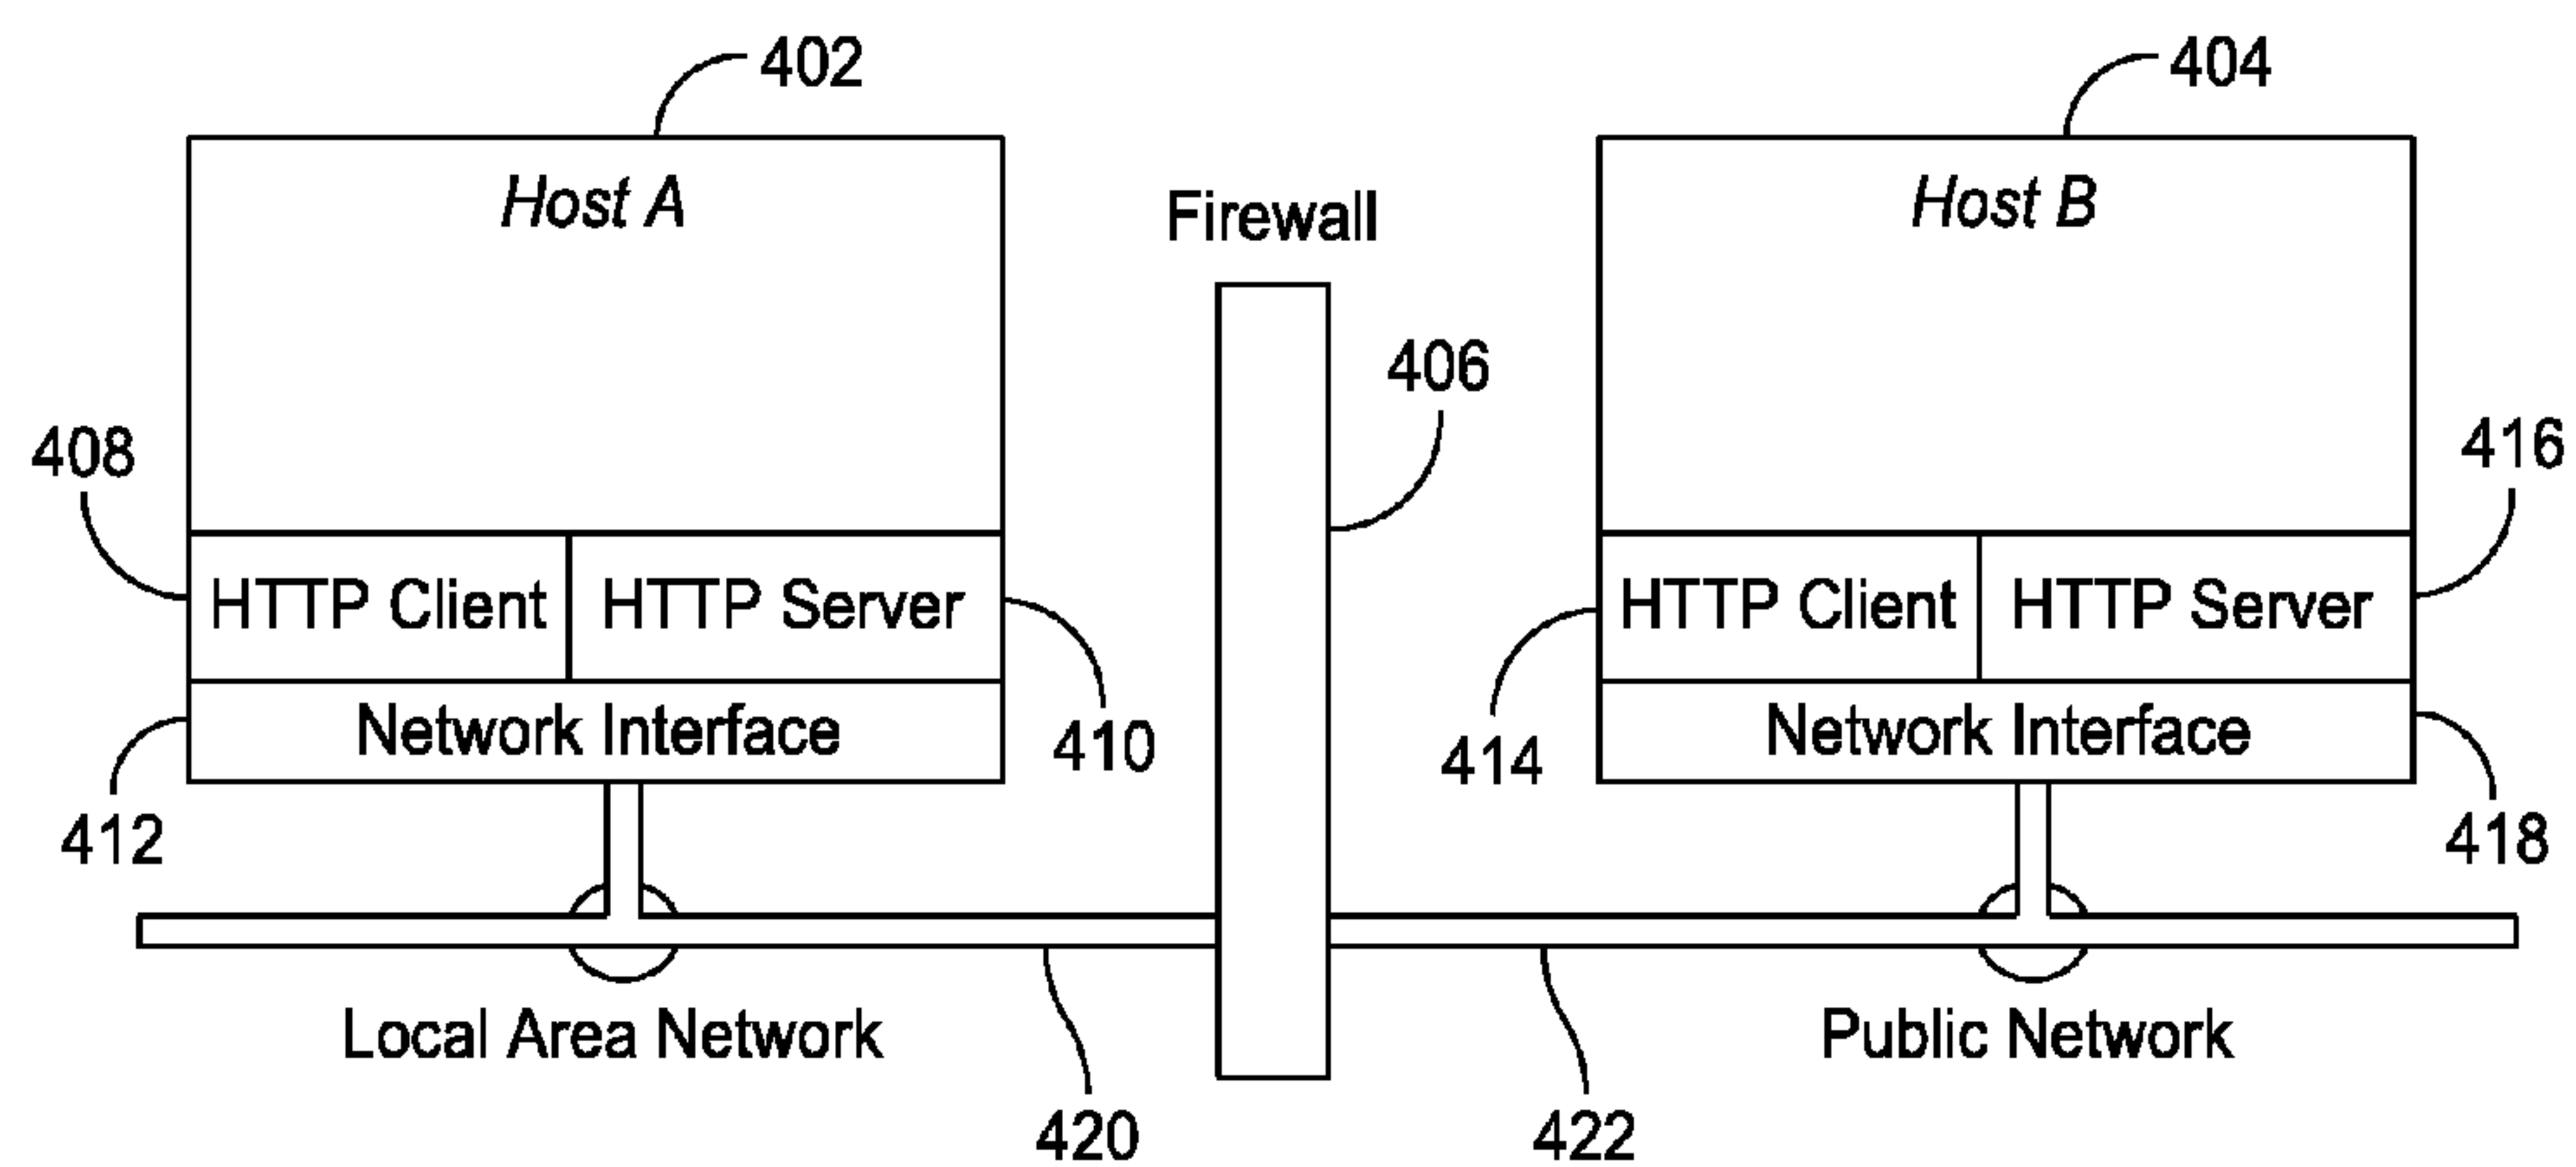 402
404
Host A
Firewall
Host B
406
408
416
HTTP Client
HTTP Server
HTTP Client
HTTP Server
Network Interface
410
414
Network Interface
412
418
Local Area Network
Public Network
420
422